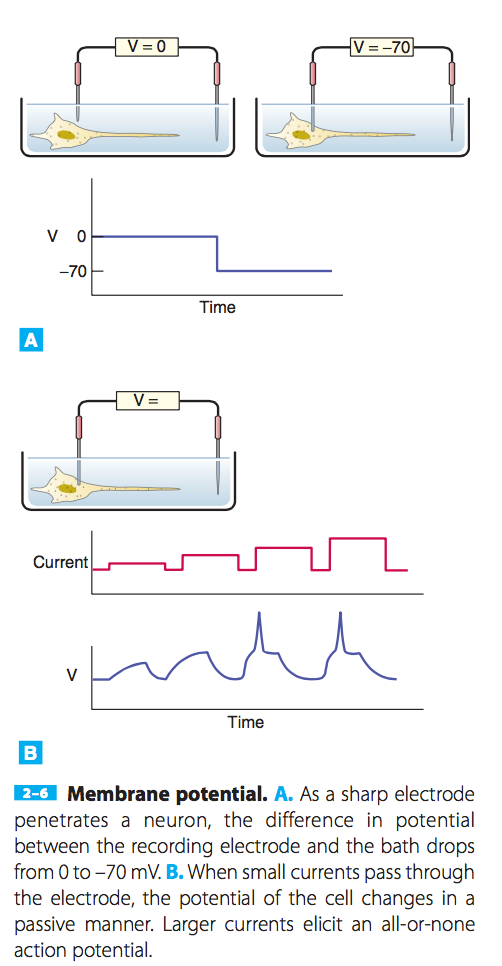 V = 0
V = –70
V 0
–70
Time
A
V =
Current
V
Time
B
2–6 Membrane potential. A. As a sharp electrode
penetrates a neuron, the difference in potential
between the recording electrode and the bath drops
from 0 to –70 mV. B. When small currents pass through
the electrode, the potential of the cell changes in a
passive manner. Larger currents elicit an all-or-none
action potential.